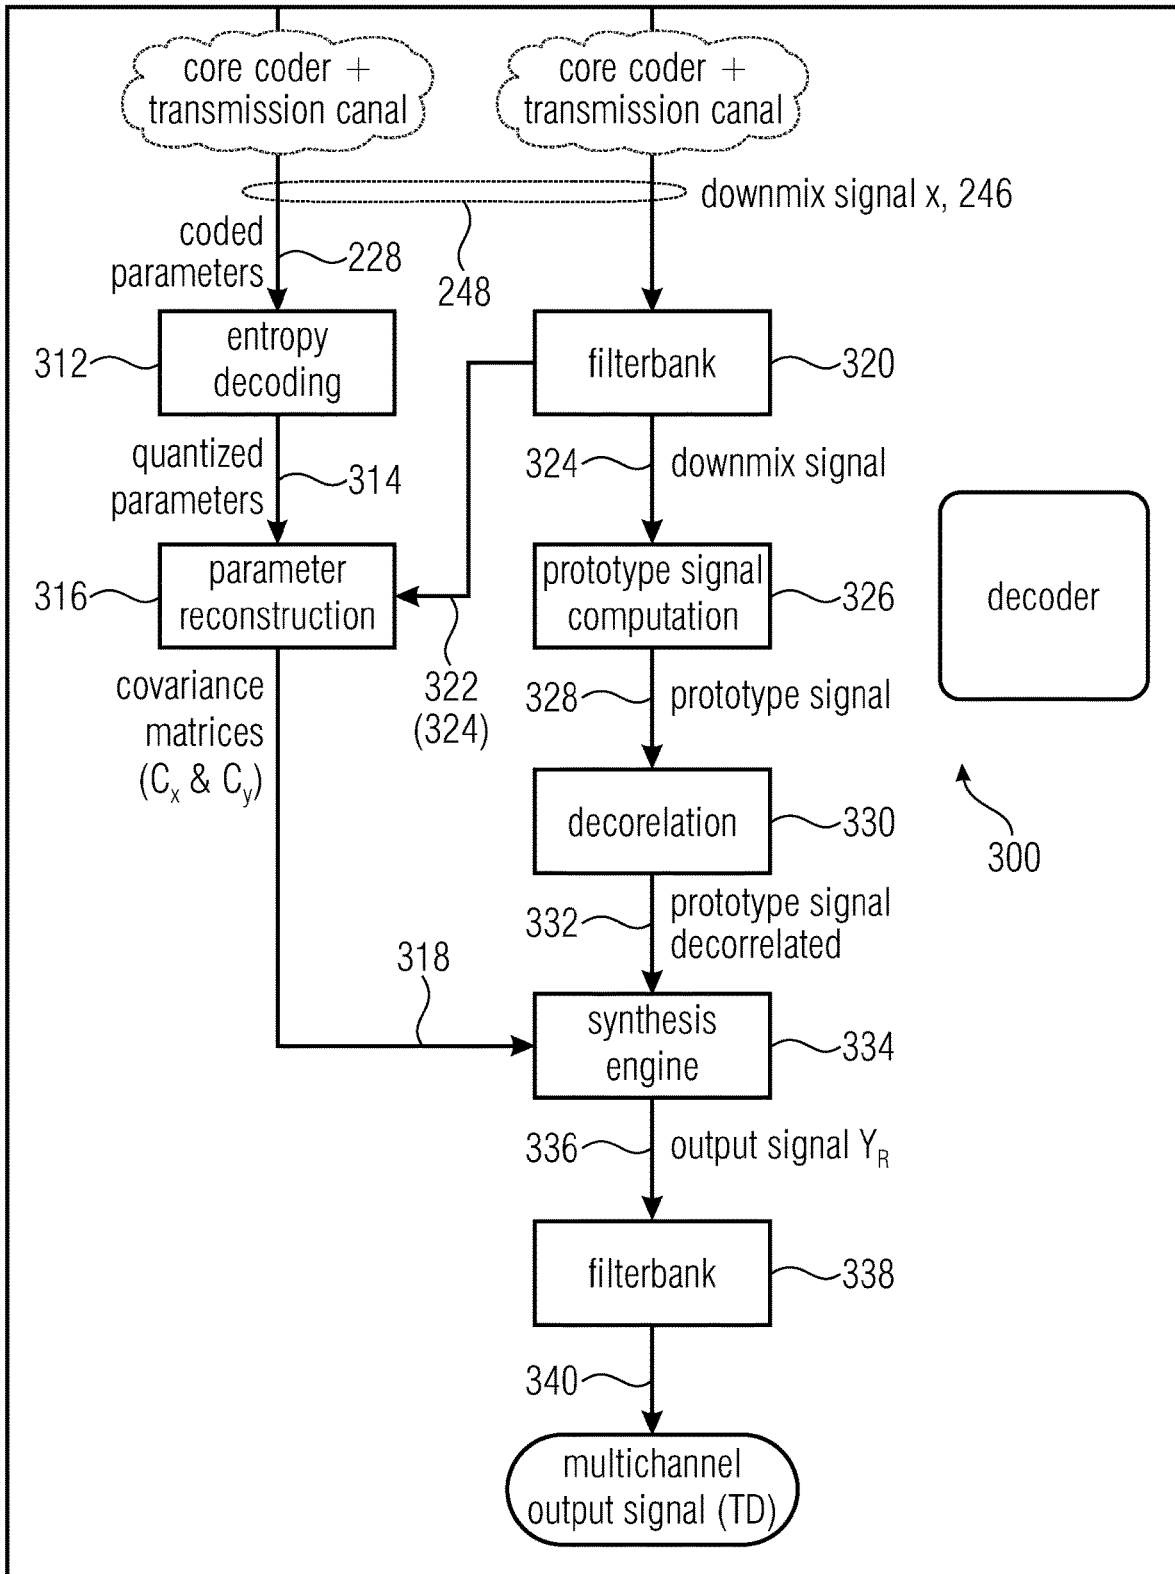 core coder +
transmission canal
core coder +
transmission canal
downmix signal x, 246
coded
parameters
228
248
312
entropy
decoding
filterbank
320
quantized
parameters
314
324
downmix signal
316
parameter
reconstruction
prototype signal
computation
326
decoder
covariance
matrices
(Cx & Cy)
322
(324)
328
prototype signal
decorelation
330
300
332
prototype signal
decorrelated
318
synthesis
engine
334
336
output signal YR
filterbank
338
340
multichannel
output signal (TD)